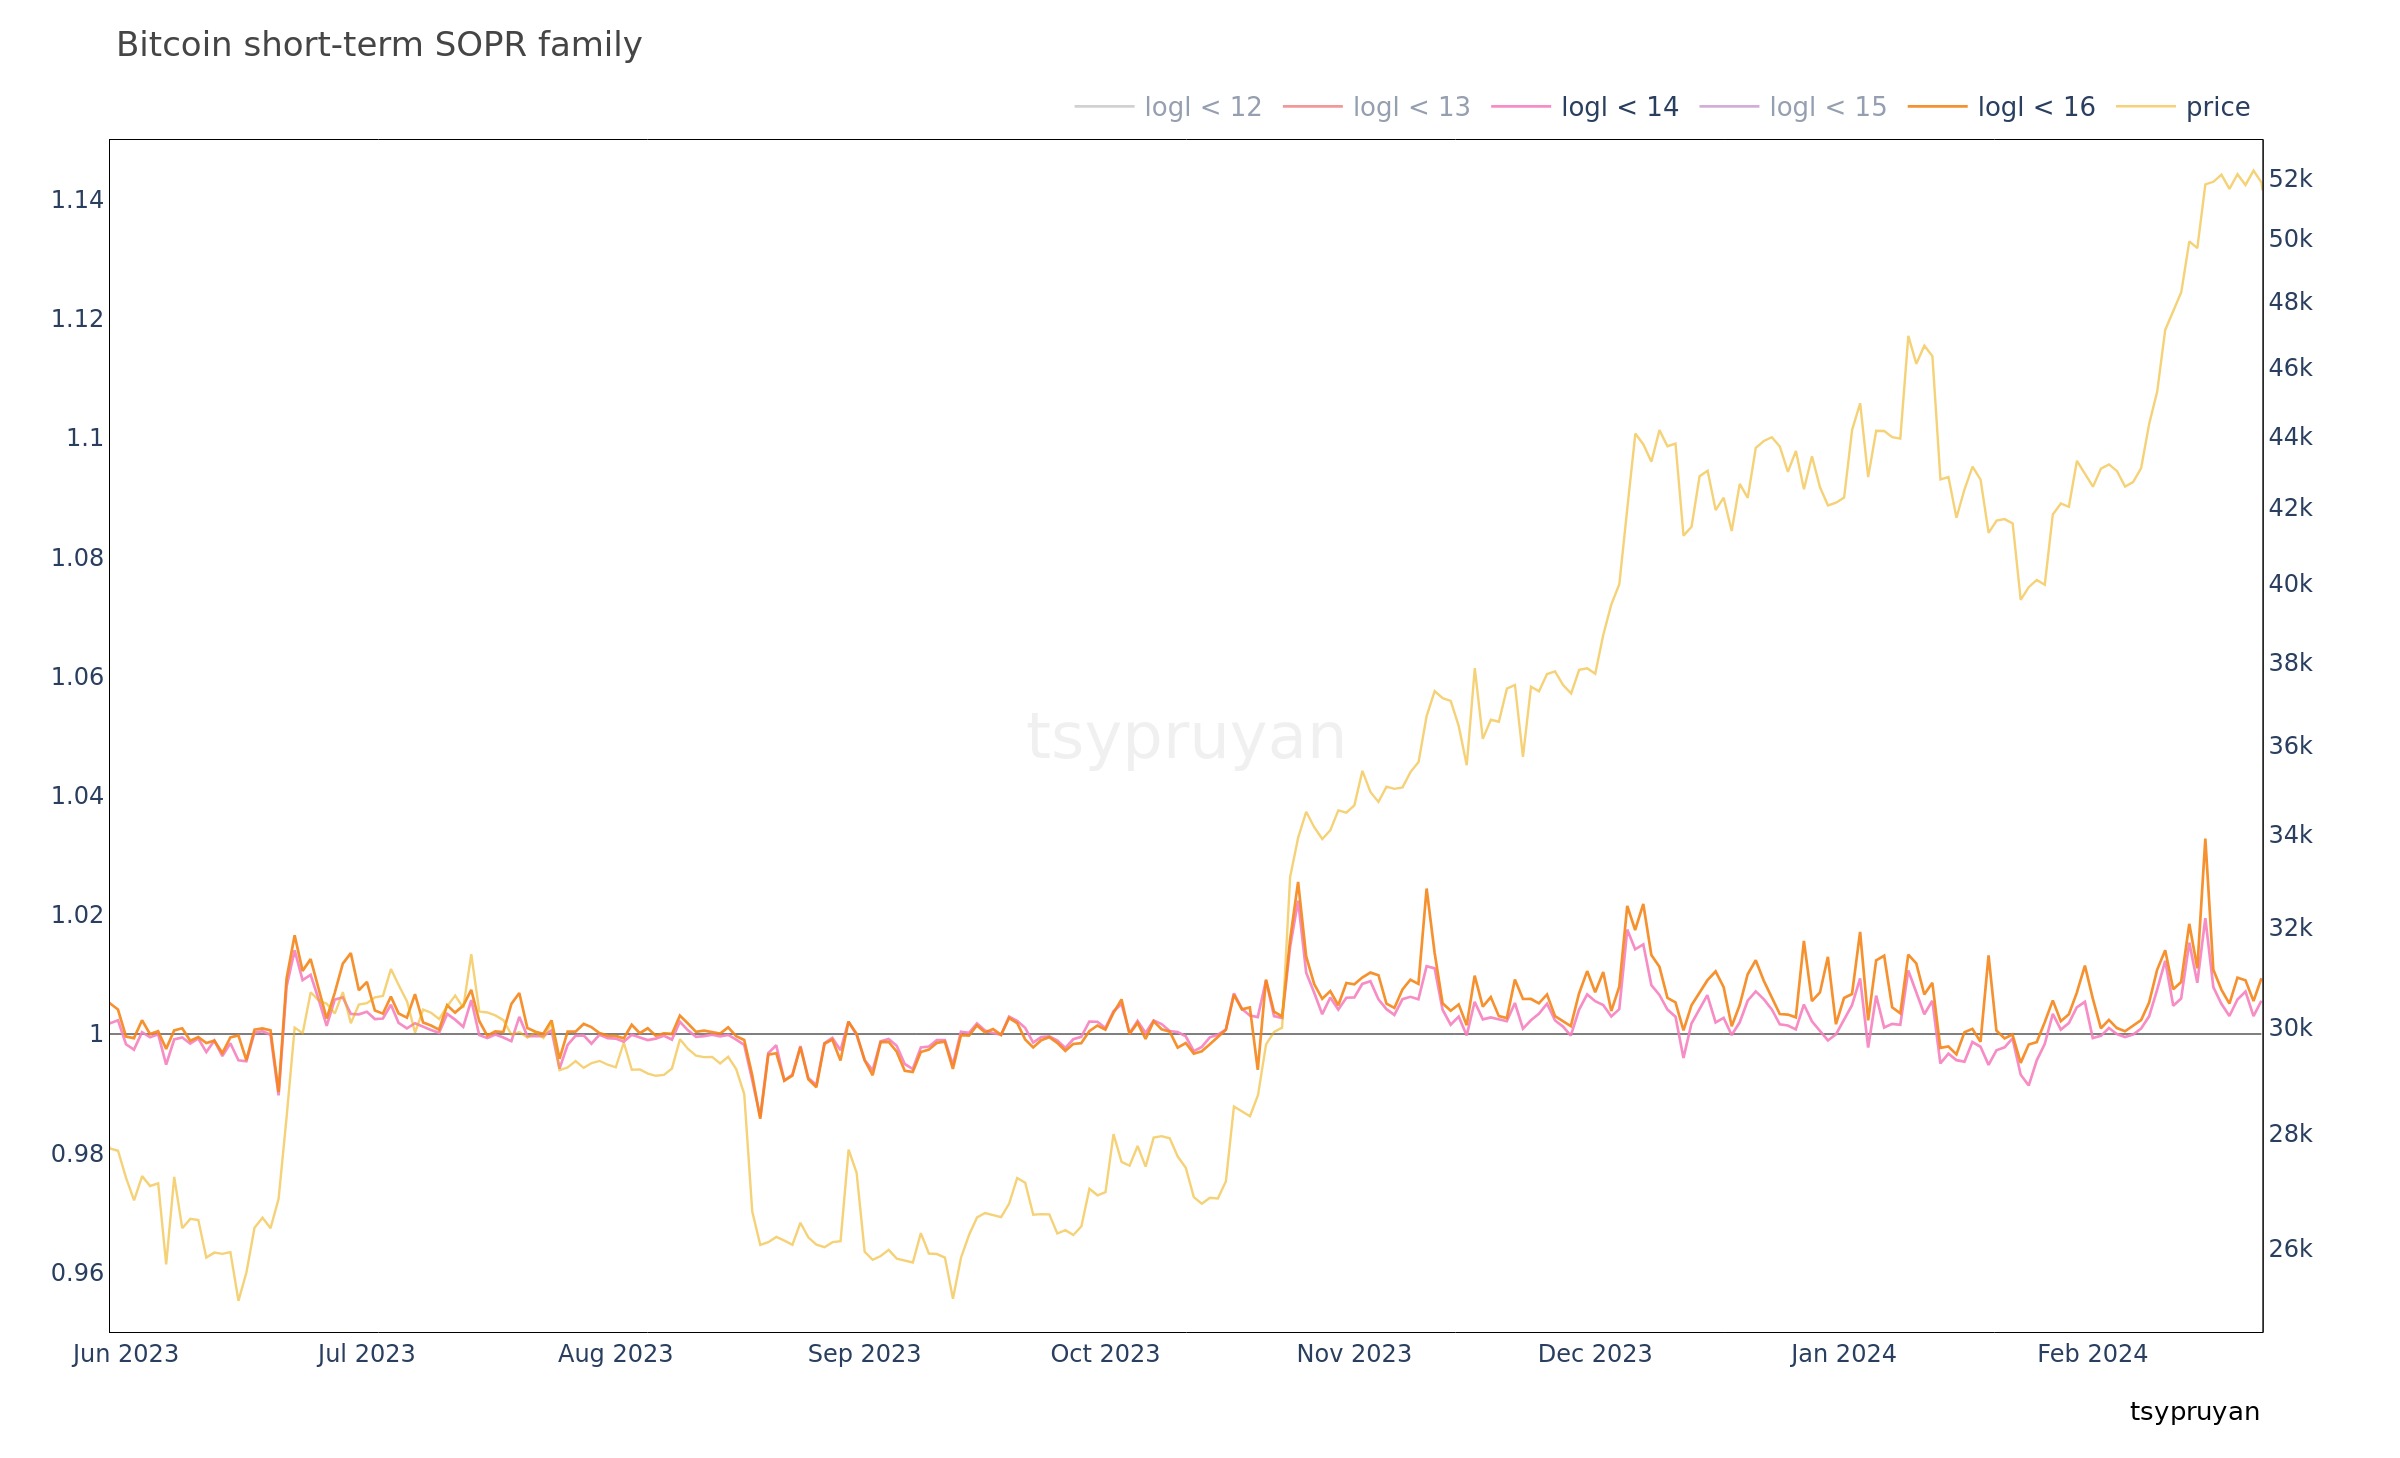 Bitcoin short-term SOPR family
logl < 12 logl < 13 logl < 14 logl < 15 logl < 16 price
1.14
1.12
1.1
1.08
1.06
1.04
1.02
1
0.98
0.96
52k
50k
48k
46k
44k
42k
40k
38k
36k
34k
32k
30k
28k
26k
tsypruyan
Jun 2023 Jul 2023 Aug 2023 Sep 2023 Oct 2023 Nov 2023 Dec 2023 Jan 2024 Feb 2024
tsypruyan